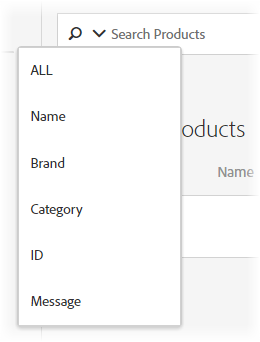 Search Products
ALL
Name
Brand
oducts
Name
Category
ID
Message